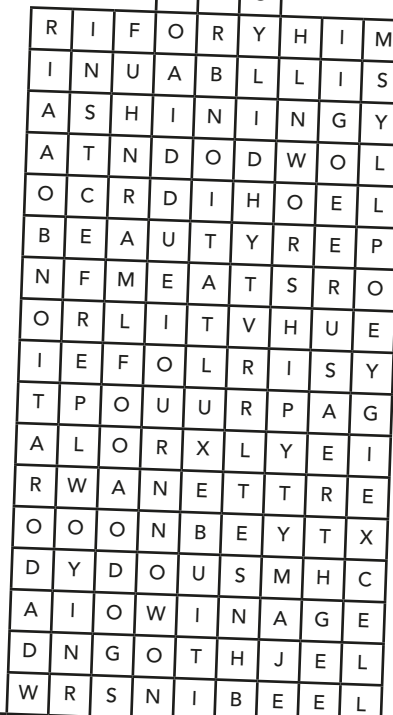 R I F O R Y H I M
I N U A B L L I S
A S H I N I N G Y
A T N D O D W O L
O C R D I H O E L
B E A U T Y R E P
N F M E A T S R O
O R L I T V H U E
I E F O L R I S Y
T P O U U R P A G
A L O R X L Y E I
R W A N E T T R E
O O O N B E Y T X
D Y D O U S M H C
A I O W I N A G E
D N G O T H J E L
W R S N I B E E L